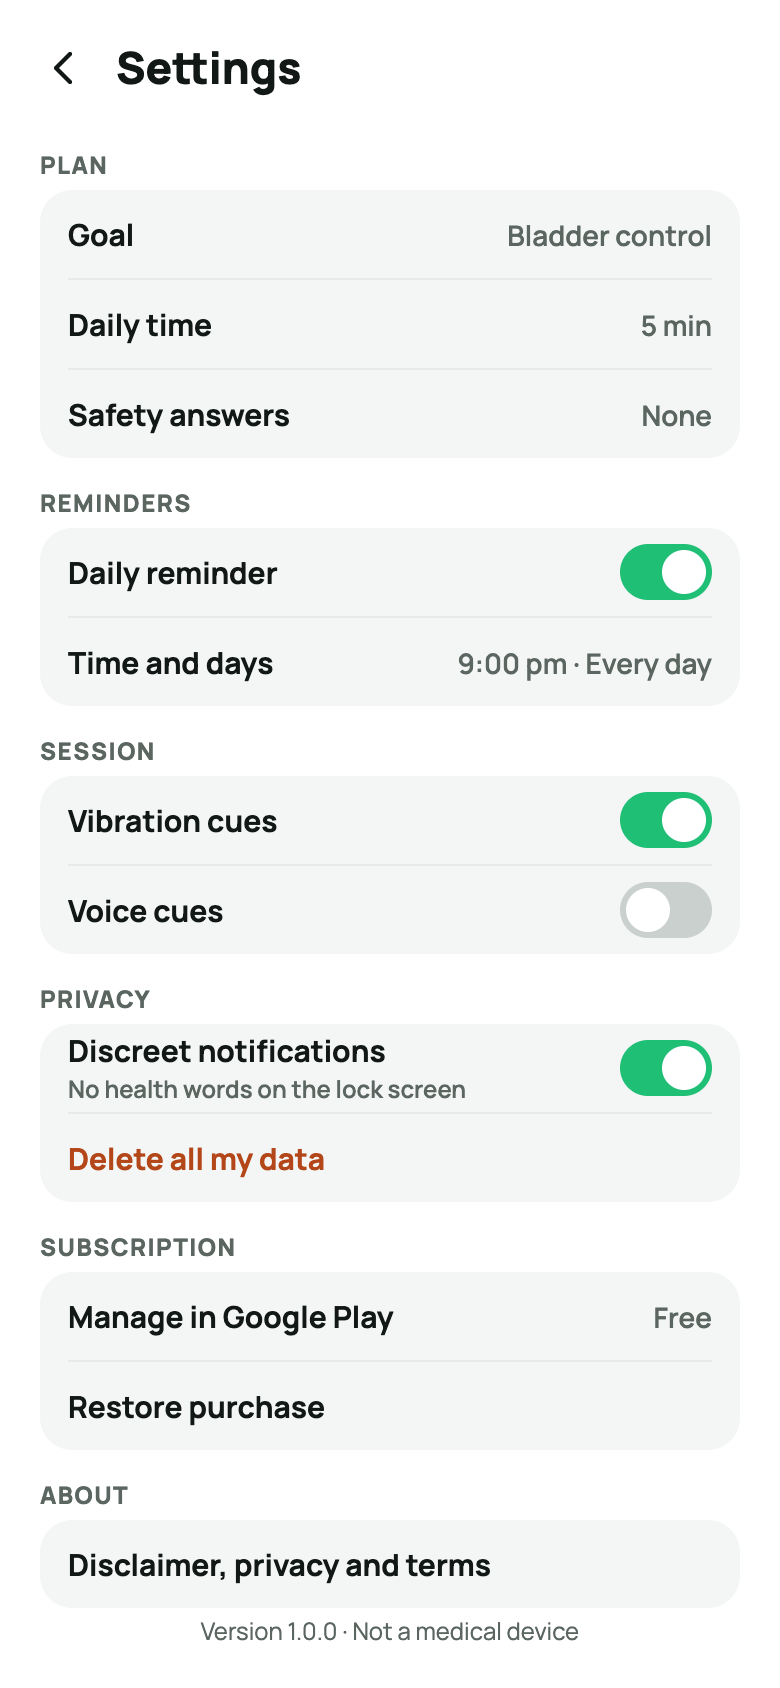 Settings
PLAN
Goal
Bladder control
Daily time
5 min
Safety answers
None
REMINDERS
Daily reminder
Time and days
9:00 pm · Every day
SESSION
Vibration cues
Voice cues
PRIVACY
Discreet notifications
No health words on the lock screen
Delete all my data
SUBSCRIPTION
Manage in Google Play
Free
Restore purchase
ABOUT
Disclaimer, privacy and terms
Version 1.0.0 · Not a medical device